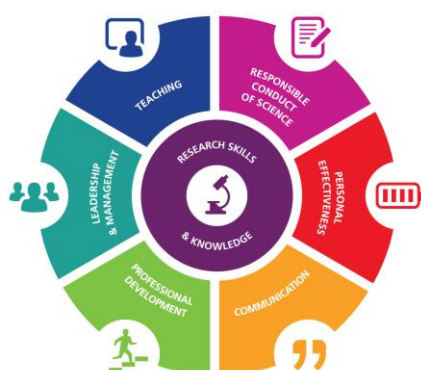 TEACHING
RESPONSIBLE
CONDUCT
OF SCIENCE
LEADERSHIP
& MANAGEMENT
RESEARCH SKILLS
& KNOWLEDGE
PERSONAL
EFFECTIVENESS
PROFESSIONAL
DEVELOPMENT
COMMUNICATION